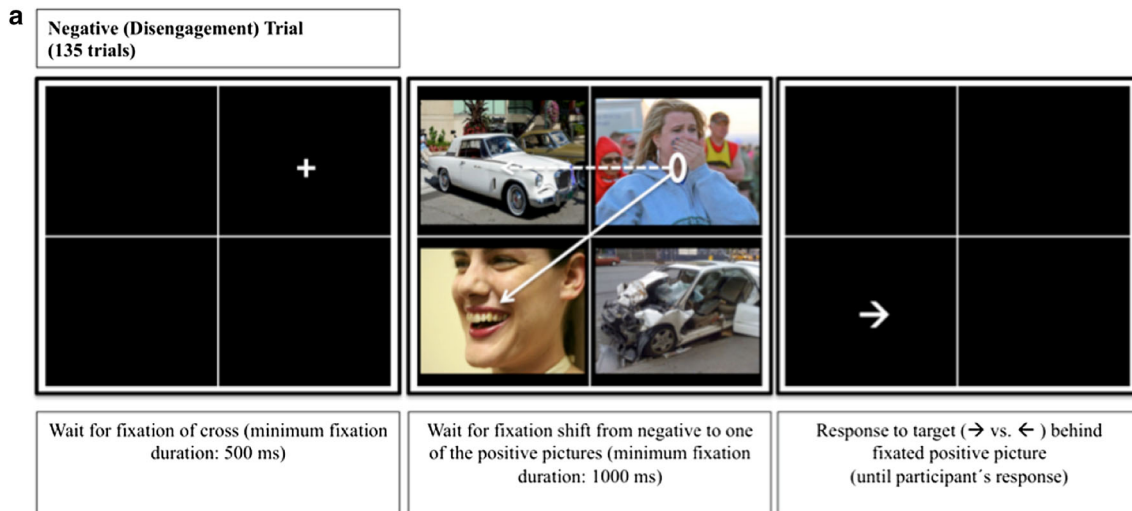 a
Negative (Disengagement) Trial
(135 trials)
+
→
Wait for fixation of cross (minimum fixation
duration: 500 ms)
Wait for fixation shift from negative to one
of the positive pictures (minimum fixation
duration: 1000 ms)
Response to target (→ vs. ← ) behind
fixated positive picture
(until participant´s response)